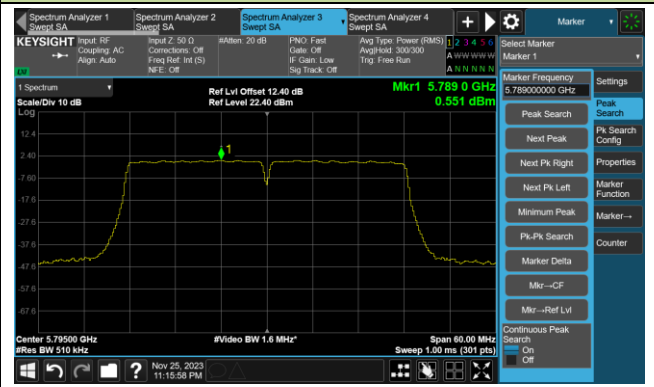 Spectrum Analyzer 1
Swept SA
Spectrum Analyzer 2
Swept SA
Spectrum Analyzer 3
Swept SA
Spectrum Analyzer 4
Swept SA
Marker
KEYSIGHT
Input: RF
Coupling: AC
Align: Auto
Input Z: 50 Ω
Corrections: Off
Freq Ref: Int (S)
NFE: Off
#Atten: 20 dB
PNO: Fast
Gate: Off
IF Gain: Low
Sig Track: Off
Avg Type: Power (RMS)
Avg|Hold: 300/300
Trig: Free Run
1 2 3 4 5 6
A W W W W W
A N N N N N
LXI
Select Marker
Marker 1
1 Spectrum
Scale/Div 10 dB
Log
Ref Lvl Offset 12.40 dB
Ref Level 22.40 dBm
Mkr1 5.789 0 GHz
0.551 dBm
1
12.4
2.40
-7.60
-17.6
-27.6
-37.6
-47.6
-57.6
-67.6
Center 5.79500 GHz
#Res BW 510 kHz
#Video BW 1.6 MHz*
Span 60.00 MHz
Sweep 1.00 ms (301 pts)
Marker Frequency
5.789000000 GHz
Peak Search
Next Peak
Next Pk Right
Next Pk Left
Minimum Peak
Pk-Pk Search
Marker Delta
Mkr→CF
Mkr→Ref Lvl
Continuous Peak
Search
On
Off
Settings
Peak
Search
Pk Search
Config
Properties
Marker
Function
Marker→
Counter
?
Nov 25, 2023
11:15:58 PM